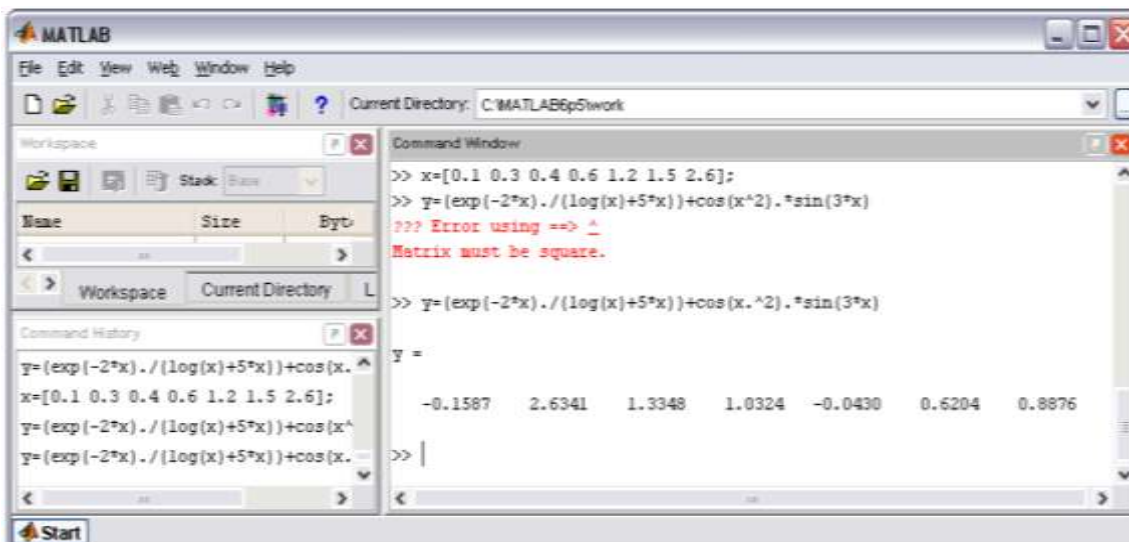 MATLAB
File Edit View Web Window Help
? Current Directory: C:\MATLAB6p5\work
Workspace
Stack: Base
Name Size Byt
Workspace Current Directory L
Command History
y=(exp(-2*x)./(log(x)+5*x))+cos(x.
x=[0.1 0.3 0.4 0.6 1.2 1.5 2.6];
y=(exp(-2*x)./(log(x)+5*x))+cos(x^
y=(exp(-2*x)./(log(x)+5*x))+cos(x.
Command Window
>> x=[0.1 0.3 0.4 0.6 1.2 1.5 2.6];
>> y=(exp(-2*x)./(log(x)+5*x))+cos(x^2).*sin(3*x)
??? Error using ==> ^
Matrix must be square.
>> y=(exp(-2*x)./(log(x)+5*x))+cos(x.^2).*sin(3*x)
y =
-0.1587 2.6341 1.3348 1.0324 -0.0430 0.6204 0.8876
>>
Start